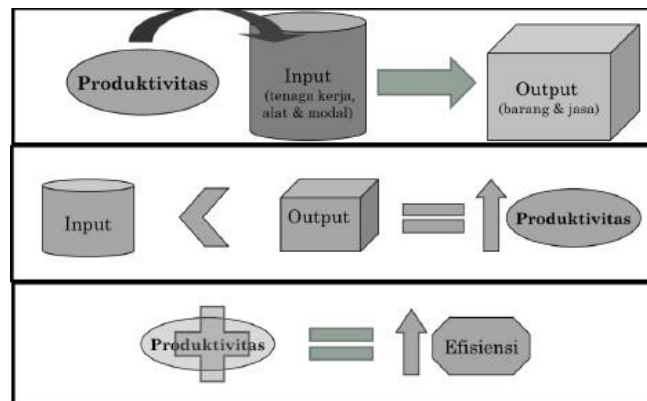 Produktivitas
Input
(tenaga kerja,
alat & modal)
Output
(barang & jasa)
Input
Output
Produktivitas
Produktivitas
Efisiensi